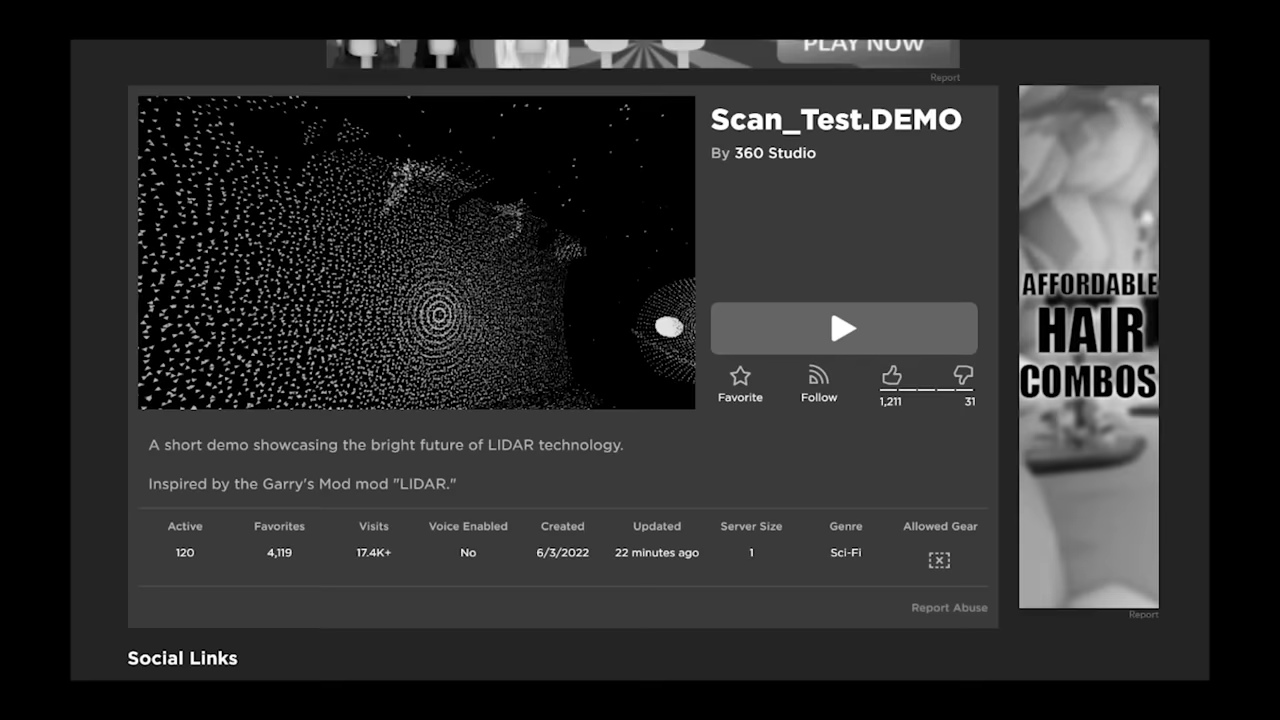 PLAY NOW
Report
Scan_Test.DEMO
By 360 Studio
Favorite
Follow
1,211
31
A short demo showcasing the bright future of LIDAR technology.
Inspired by the Garry's Mod mod "LIDAR."
Active Favorites Visits Voice Enabled Created Updated Server Size Genre Allowed Gear
120 4,119 17.4K+ No 6/3/2022 22 minutes ago 1 Sci-Fi
Report Abuse
AFFORDABLE
HAIR
COMBOS
Report
Social Links